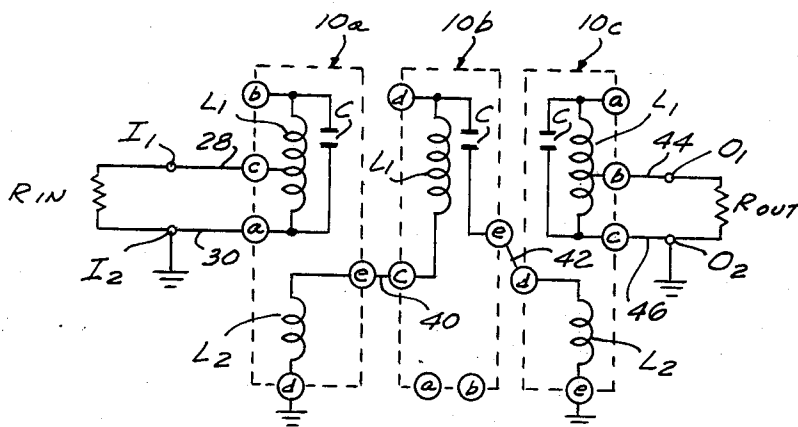 10a 10b 10c
b d a
L1 C C C L1
I1 28 c L1 b 44 O1
RIN ROUT
a e c
I2 30 42 46 O2
e c d
40
L2 L2
d a b e